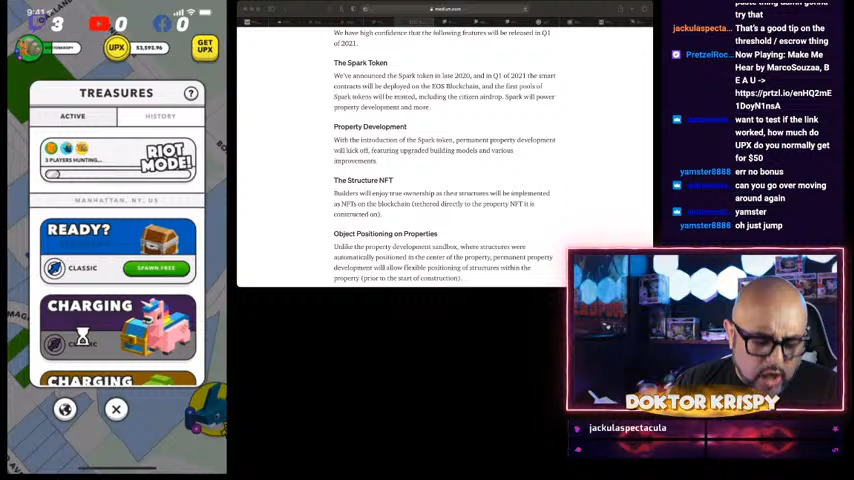 9:41
3
0
0
UPX
53,593.96
GET
UPX
TREASURES
?
ACTIVE
HISTORY
3 PLAYERS HUNTING...
RIOT
MODE!
MANHATTAN, NY, US
READY?
CLASSIC
SPAWN FREE
CHARGING
CHARGING
medium.com
We have high confidence that the following features will be released in Q1
of 2021.
The Spark Token
We've announced the Spark token in late 2020, and in Q1 of 2021 the smart
contracts will be deployed on the EOS Blockchain, and the first pools of
Spark tokens will be minted, including the citizen airdrop. Spark will power
property development and more.
Property Development
With the introduction of the Spark token, permanent property development
will kick off, featuring upgraded building models and various
improvements.
The Structure NFT
Builders will enjoy true ownership as their structures will be implemented
as NFTs on the blockchain (tethered directly to the property NFT it is
constructed on).
Object Positioning on Properties
Unlike the property development sandbox, where structures were
automatically positioned in the center of the property, permanent property
development will allow flexible positioning of structures within the
property (prior to the start of construction).
paste thing damn got
try that
jackulaspecta...
That's a good tip on the
threshold / escrow thing
PretzelRoc...
Now Playing: Make Me
Hear by MarcoSouzaa, B
E A U ->
https://prtzl.io/enHQ2mE
1DoyN1nsA
want to test if the link
worked, how much do
UPX do you normally get
for $50
yamster8888
err no bonus
can you go over moving
around again
yamster
yamster8888
oh just jump
DOKTOR KRISPY
jackulaspectacula